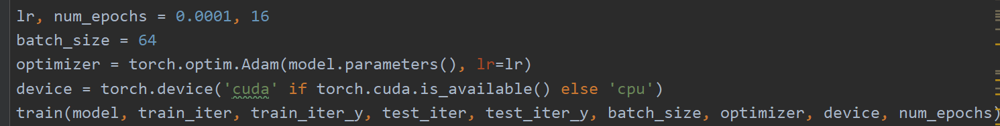 lr, num_epochs = 0.0001, 16
batch_size = 64
optimizer = torch.optim.Adam(model.parameters(), lr=lr)
device = torch.device('cuda' if torch.cuda.is_available() else 'cpu')
train(model, train_iter, train_iter_y, test_iter, test_iter_y, batch_size, optimizer, device, num_epochs)